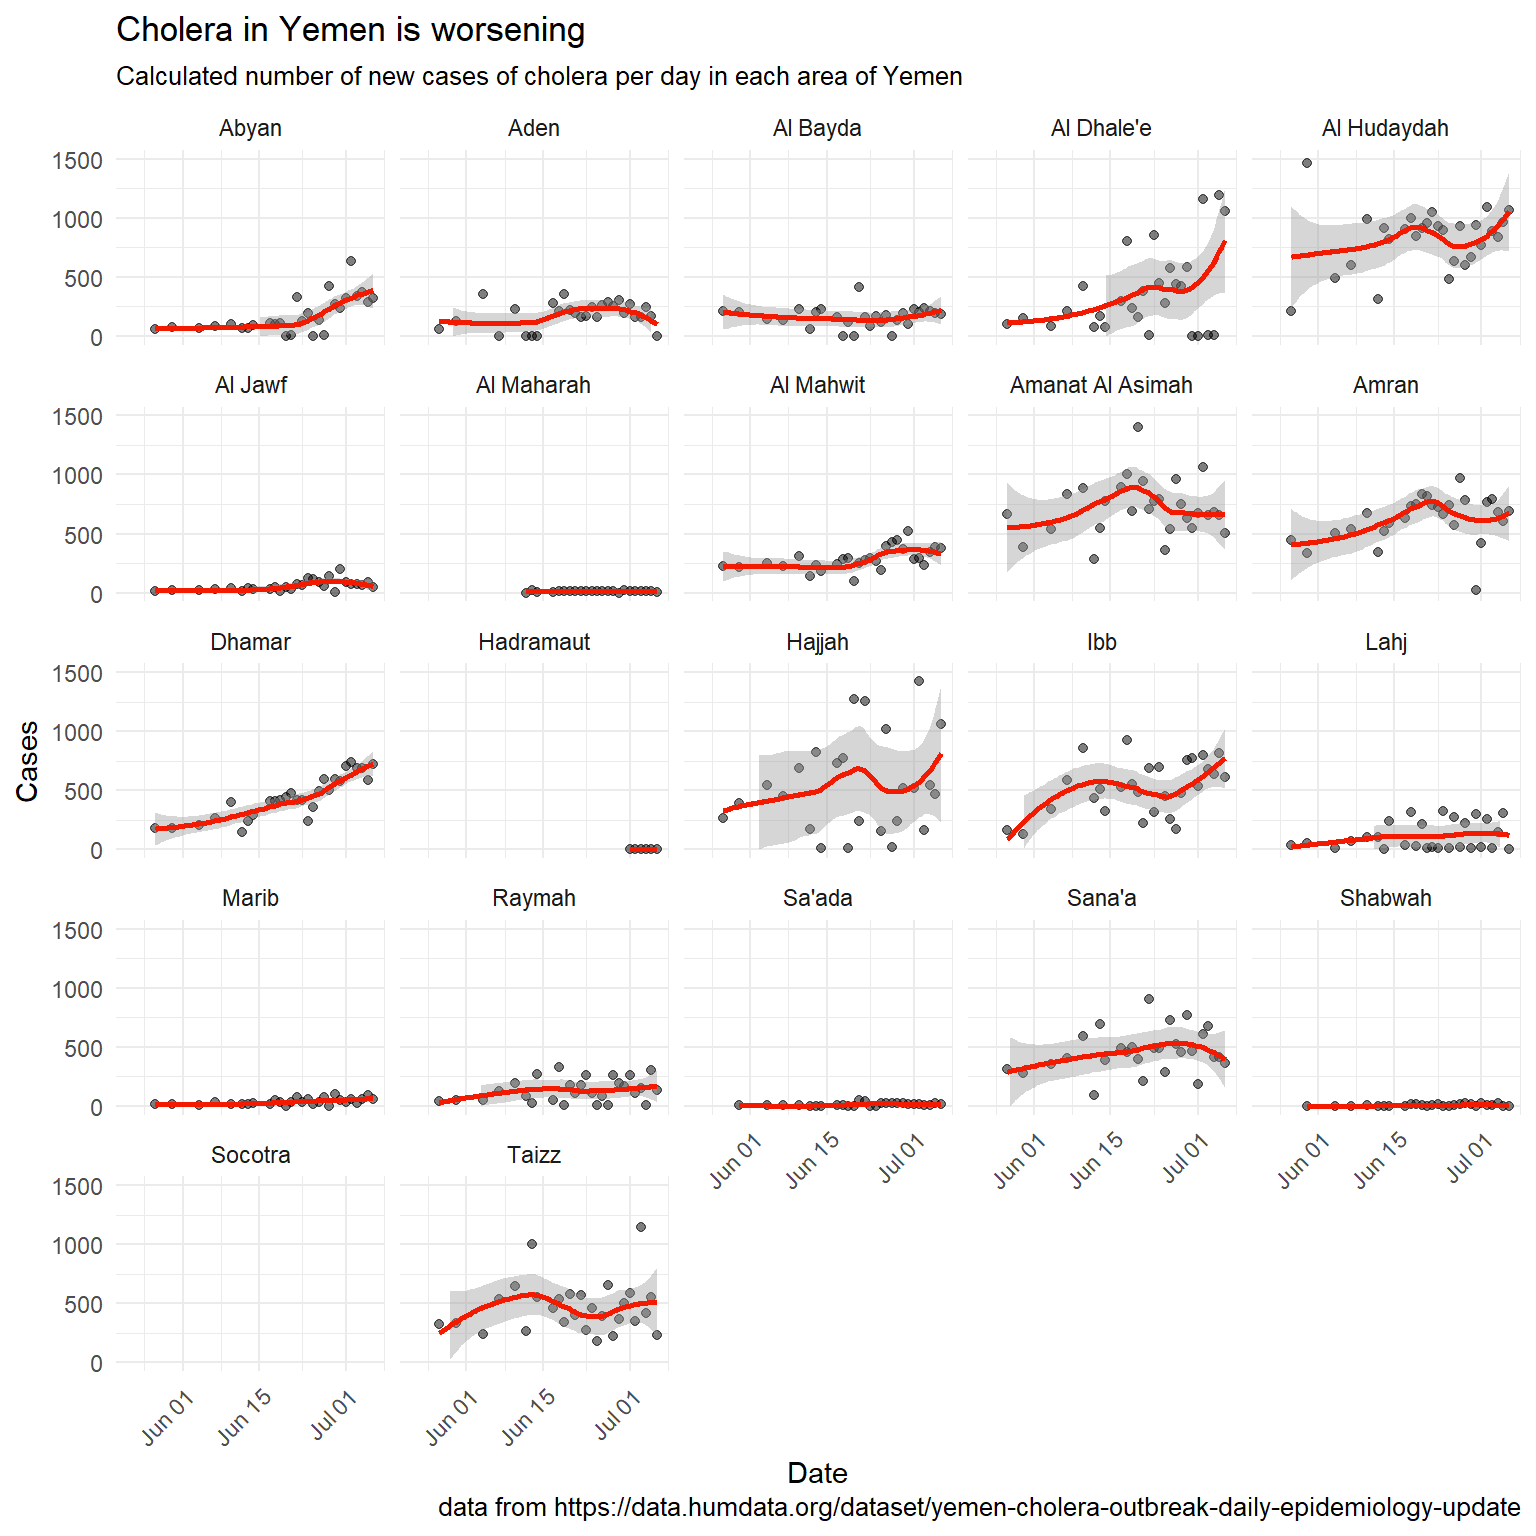 Cholera in Yemen is worsening
Calculated number of new cases of cholera per day in each area of Yemen
Abyan
Aden
Al Bayda
Al Dhale'e
Al Hudaydah
1500
1000
500
0
Al Jawf
Al Maharah
Al Mahwit
Amanat Al Asimah
Amran
1500
1000
500
0
Dhamar
Hadramaut
Hajjah
Ibb
Lahj
1500
1000
500
0
Cases
Marib
Raymah
Sa'ada
Sana'a
Shabwah
1500
1000
500
0
Jun 01
Jun 15
Jul 01
Jun 01
Jun 15
Jul 01
Jun 01
Jun 15
Jul 01
Socotra
Taizz
1500
1000
500
0
Jun 01
Jun 15
Jul 01
Jun 01
Jun 15
Jul 01
Date
data from https://data.humdata.org/dataset/yemen-cholera-outbreak-daily-epidemiology-update